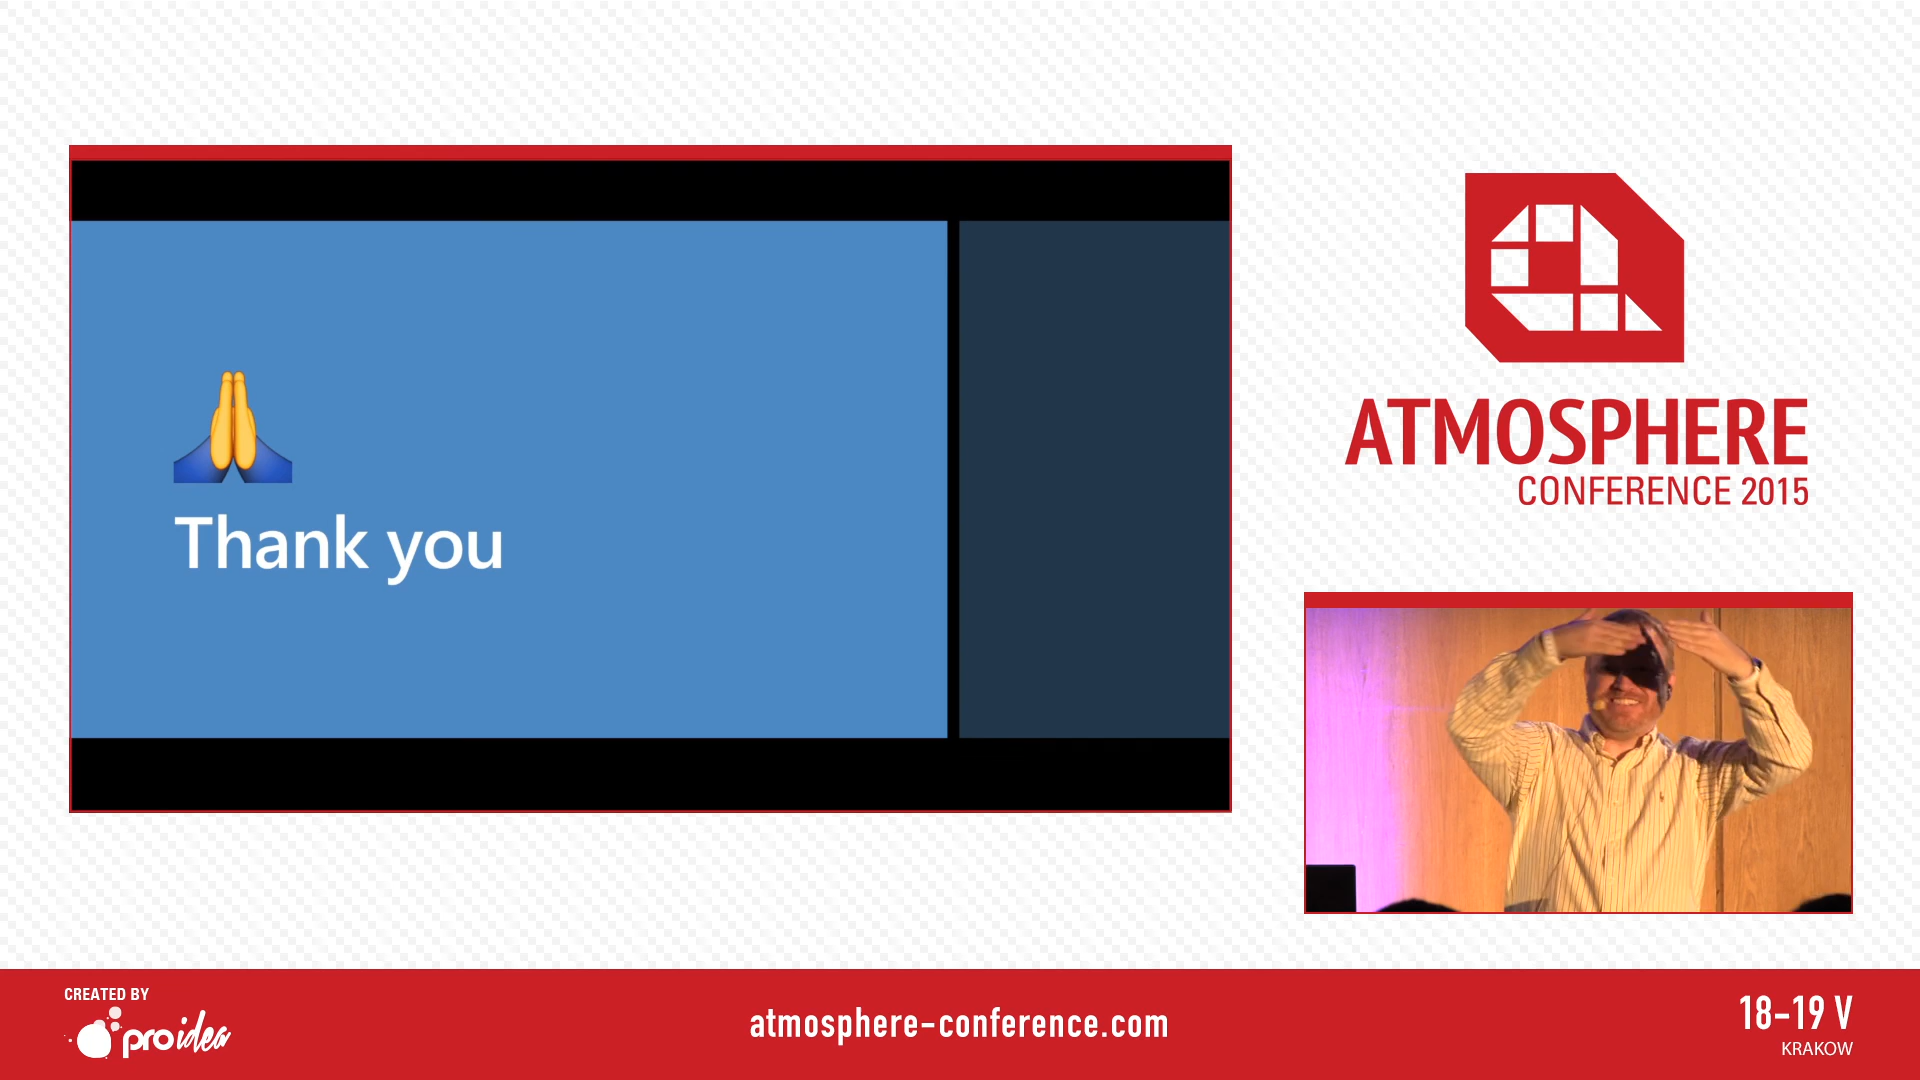 Thank you
ATMOSPHERE
CONFERENCE 2015
CREATED BY
proidea
atmosphere-conference.com
18-19 V
KRAKOW